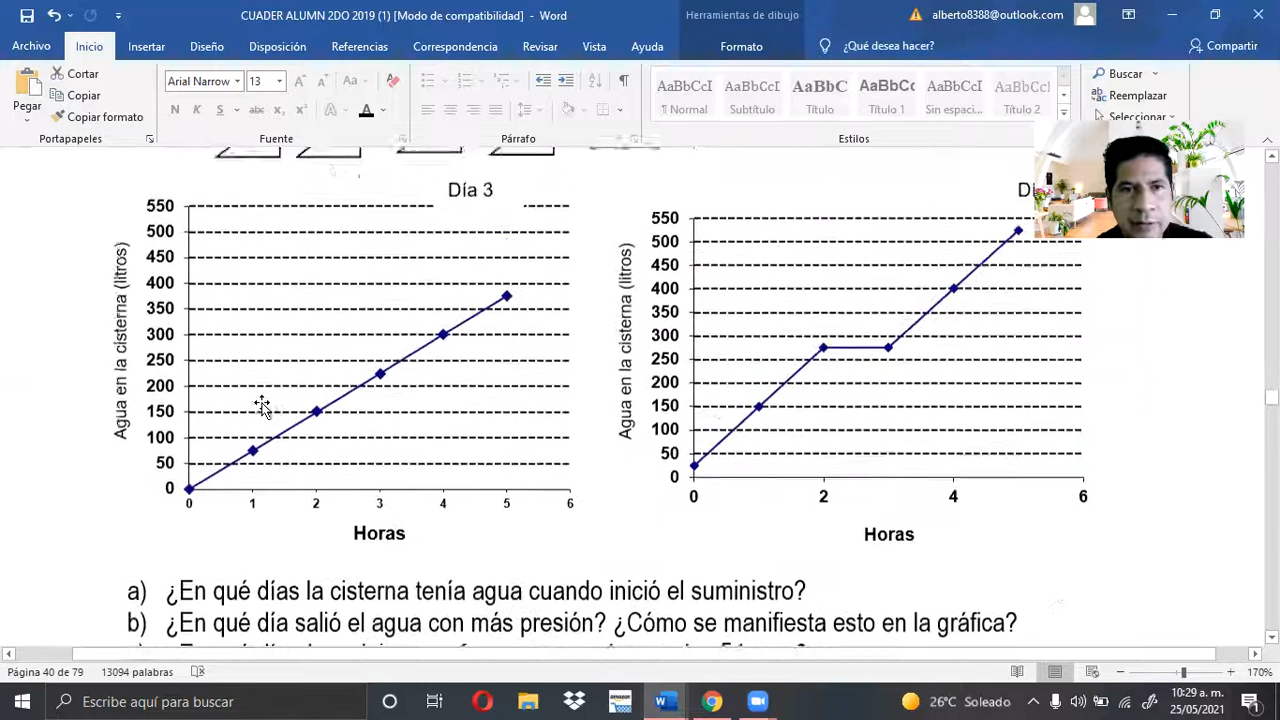 CUADER ALUMN 2DO 2019 (1) [Modo de compatibilidad] - Word
Herramientas de dibujo
alberto8388@outlook.com
Archivo Inicio Insertar Diseño Disposición Referencias Correspondencia Revisar Vista Ayuda Formato ¿Qué desea hacer? Compartir
Pegar
Cortar
Copiar
Copiar formato
Portapapeles
Arial Narrow 13
N K S abc x₂ x² A A
Fuente
Párrafo
AaBbCcI AaBbCcI AaBbC AaBbCc AaBbCcI AaBbCcI
¶ Normal Subtítulo Título Título 1 Sin espaci... Título 2
Estilos
Buscar
Reemplazar
Seleccionar
Día 3
Agua en la cisterna (litros)
550
500
450
400
350
300
250
200
150
100
50
0
0 1 2 3 4 5 6
Horas
Agua en la cisterna (litros)
550
500
450
400
350
300
250
200
150
100
50
0
0 2 4 6
Horas
a) ¿En qué días la cisterna tenía agua cuando inició el suministro?
b) ¿En qué día salió el agua con más presión? ¿Cómo se manifiesta esto en la gráfica?
Página 40 de 79 13094 palabras 170%
Escribe aquí para buscar
26°C Soleado
10:29 a. m.
25/05/2021